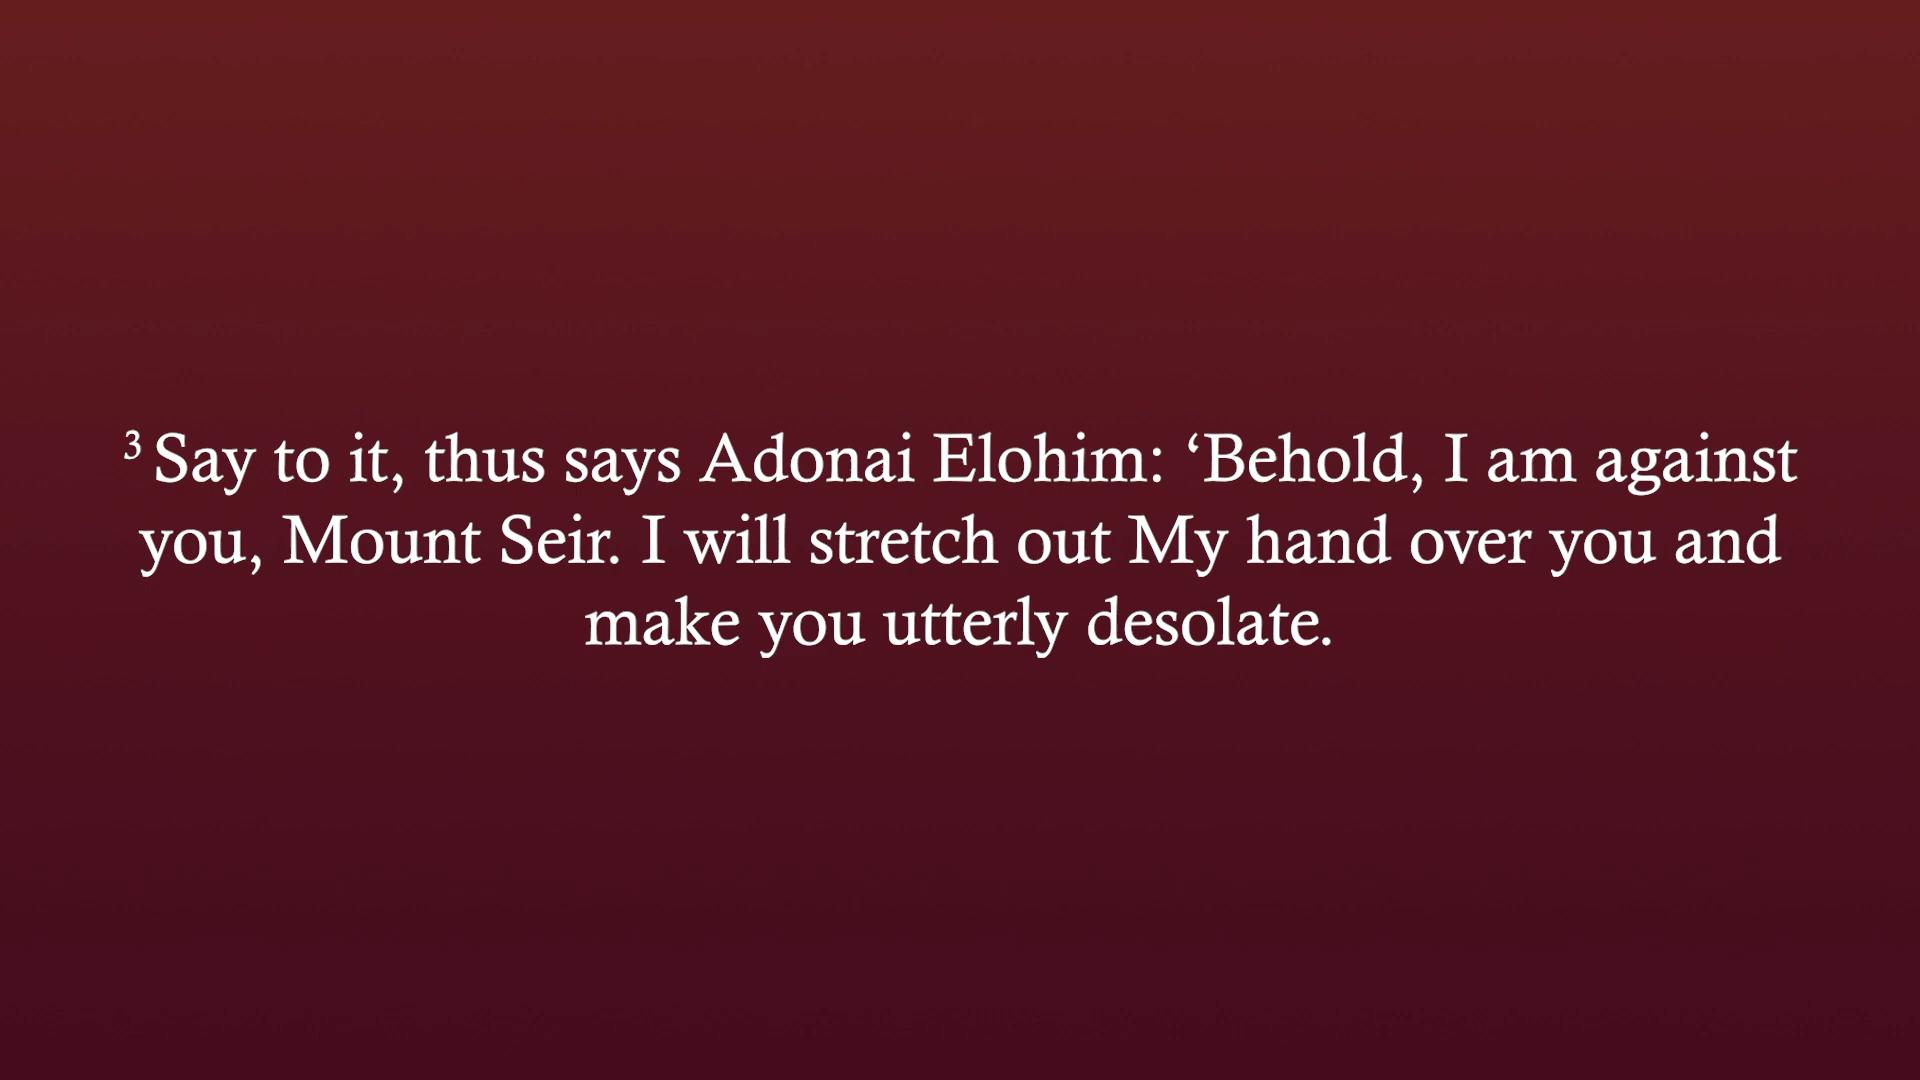 ³ Say to it, thus says Adonai Elohim: ‘Behold, I am against
you, Mount Seir. I will stretch out My hand over you and
make you utterly desolate.